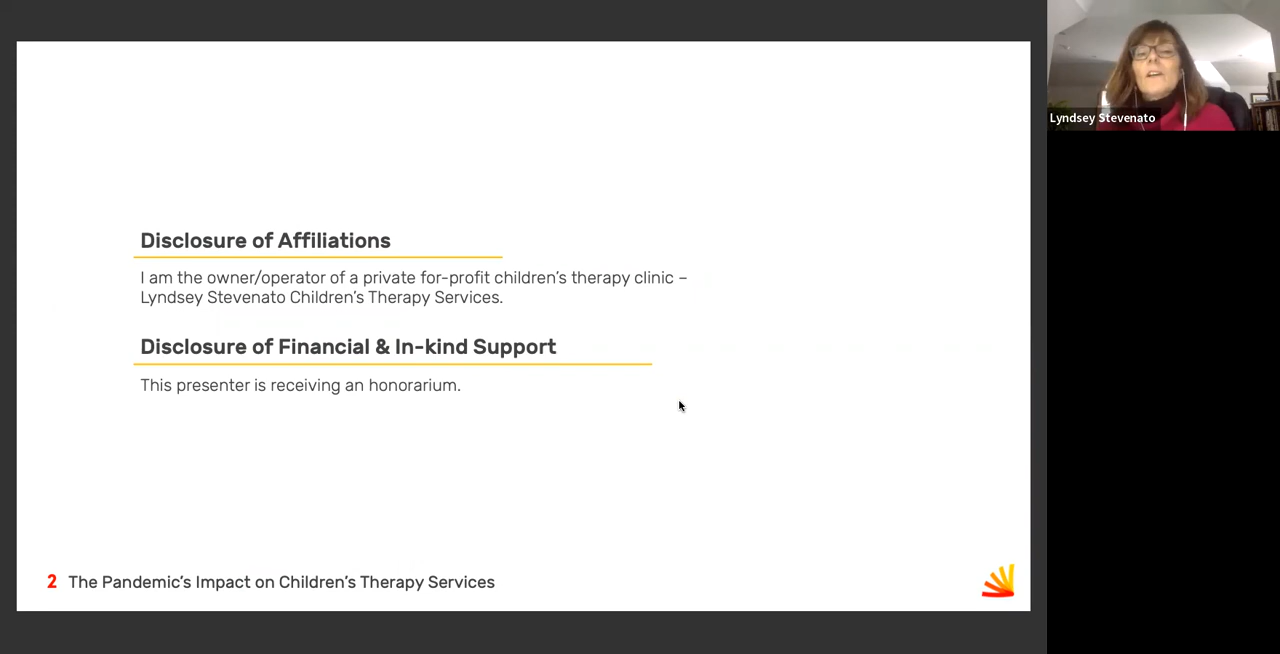 Disclosure of Affiliations
I am the owner/operator of a private for-profit children's therapy clinic –
Lyndsey Stevenato Children's Therapy Services.
Disclosure of Financial & In-kind Support
This presenter is receiving an honorarium.
2 The Pandemic's Impact on Children's Therapy Services
Lyndsey Stevenato